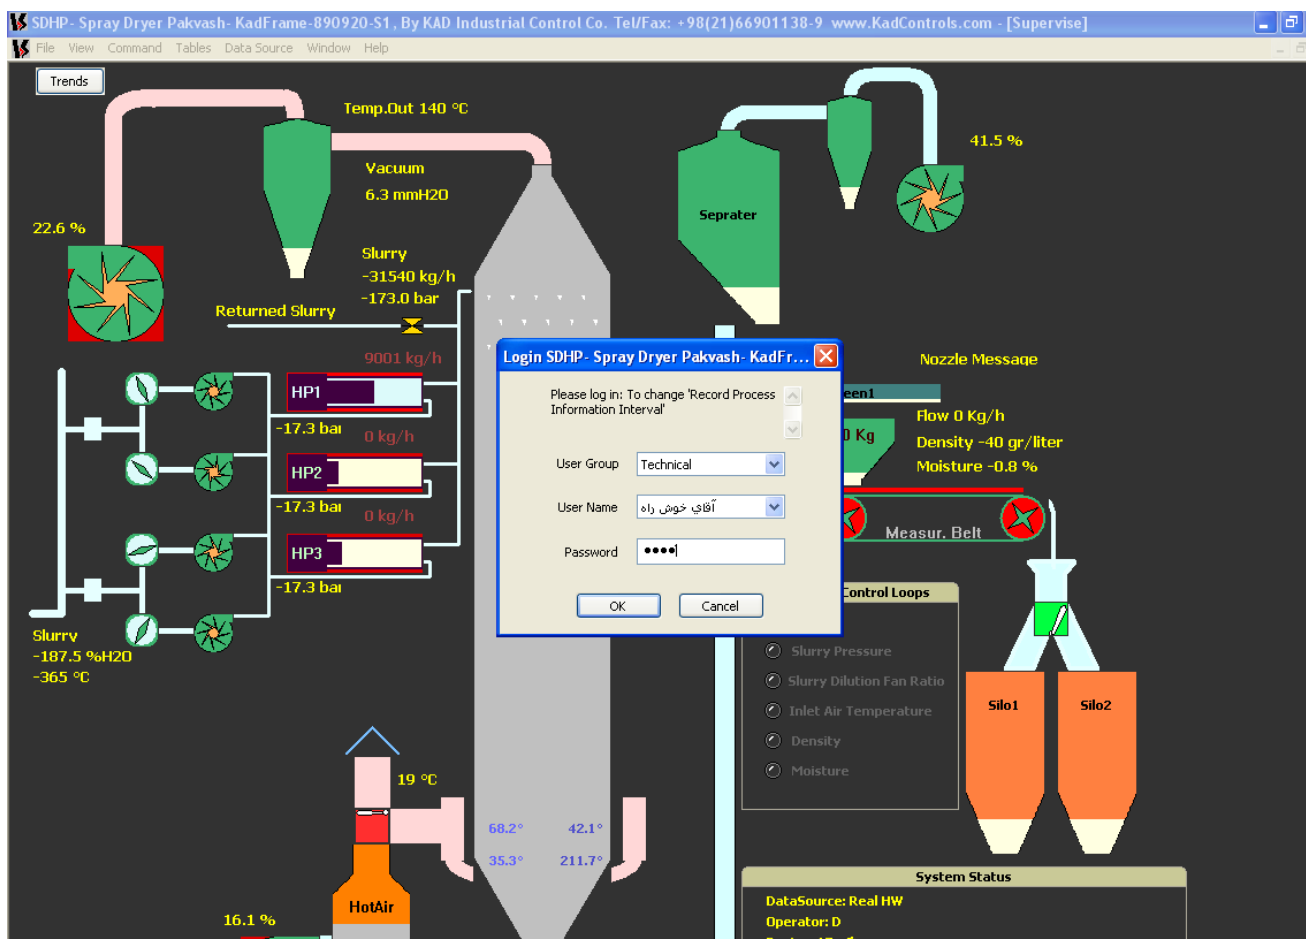 SDHP- Spray Dryer Pakvash- KadFrame-890920-S1 , By KAD Industrial Control Co. Tel/Fax: +98(21)66901138-9 www.KadControls.com - [Supervise]
File View Command Tables Data Source Window Help
Trends
Temp.Out 140 °C
Vacuum
6.3 mmH2O
22.6 %
Slurry
-31540 kg/h
-173.0 bar
Returned Slurry
9001 kg/h
HP1
-17.3 bar
0 kg/h
HP2
-17.3 bar
0 kg/h
HP3
-17.3 bar
Slurry
-187.5 %H2O
-365 °C
19 °C
68.2° 42.1°
35.3° 211.7°
HotAir
16.1 %
Seprater
41.5 %
Login SDHP- Spray Dryer Pakvash- KadFr...
Please log in: To change 'Record Process
Information Interval'
User Group Technical
User Name آقاي خوش راه
Password ●●●●
OK Cancel
Nozzle Message
een1
0 Kg
Flow 0 Kg/h
Density -40 gr/liter
Moisture -0.8 %
Measur. Belt
Control Loops
Slurry Pressure
Slurry Dilution Fan Ratio
Inlet Air Temperature
Density
Moisture
Silo1
Silo2
System Status
DataSource: Real HW
Operator: D